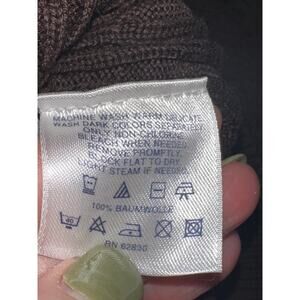 MACHINE WASH WARM DELICATE.
WASH DARK COLORS SEPARATELY
ONLY NON-CHLORINE
BLEACH WHEN NEEDED.
REMOVE PROMPTLY.
BLOCK FLAT TO DRY.
LIGHT STEAM IF NEEDED.
100% BAUMWOLLE
40
RN 62830